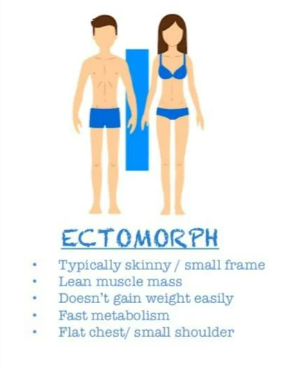 ECTOMORPH
• Typically skinny / small frame
• Lean muscle mass
• Doesn't gain weight easily
• Fast metabolism
• Flat chest/ small shoulder